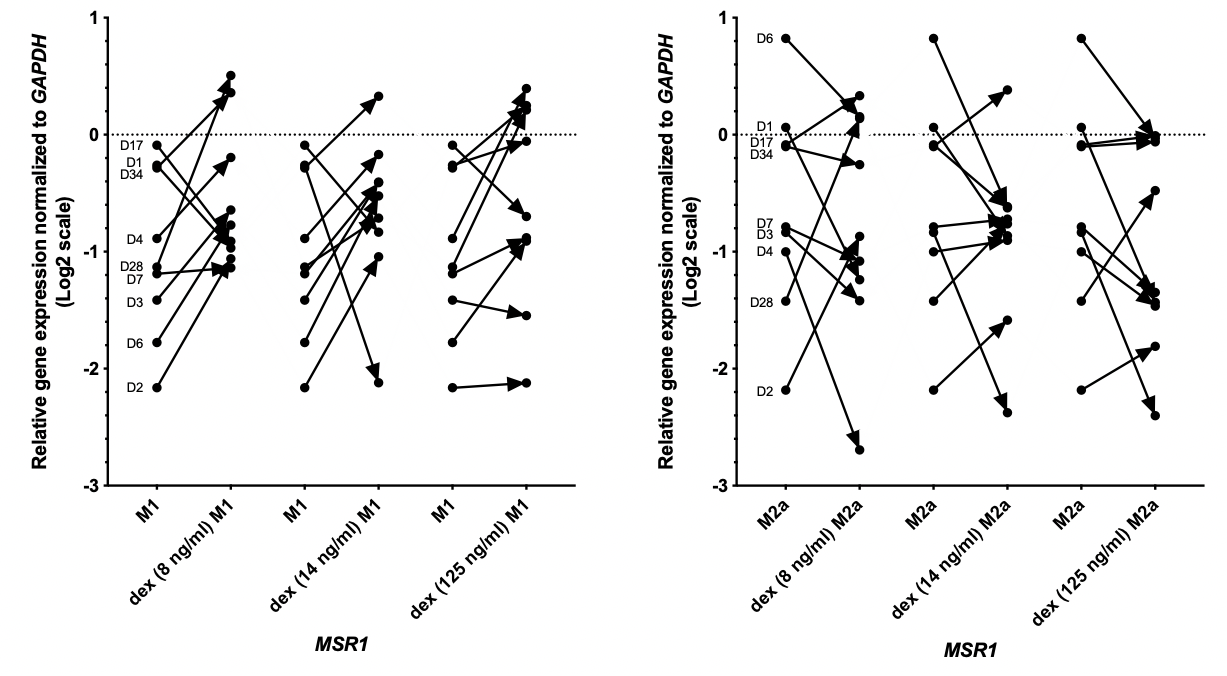 Relative gene expression normalized to GAPDH
(Log2 scale)
1
0
-1
-2
-3
D17
D1
D34
D4
D28
D7
D3
D6
D2
M1
dex (8 ng/ml) M1
M1
dex (14 ng/ml) M1
M1
dex (125 ng/ml) M1
MSR1
Relative gene expression normalized to GAPDH
(Log2 scale)
1
0
-1
-2
-3
D6
D1
D17
D34
D7
D3
D4
D28
D2
M2a
dex (8 ng/ml) M2a
M2a
dex (14 ng/ml) M2a
M2a
dex (125 ng/ml) M2a
MSR1